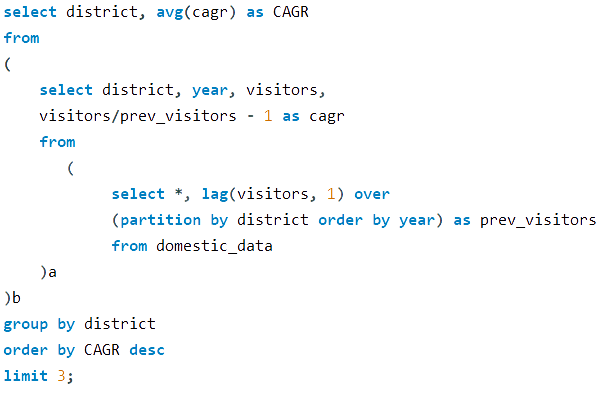 select district, avg(cagr) as CAGR
from
(
select district, year, visitors,
visitors/prev_visitors - 1 as cagr
from
(
select *, lag(visitors, 1) over
(partition by district order by year) as prev_visitors
from domestic_data
)a
)b
group by district
order by CAGR desc
limit 3;